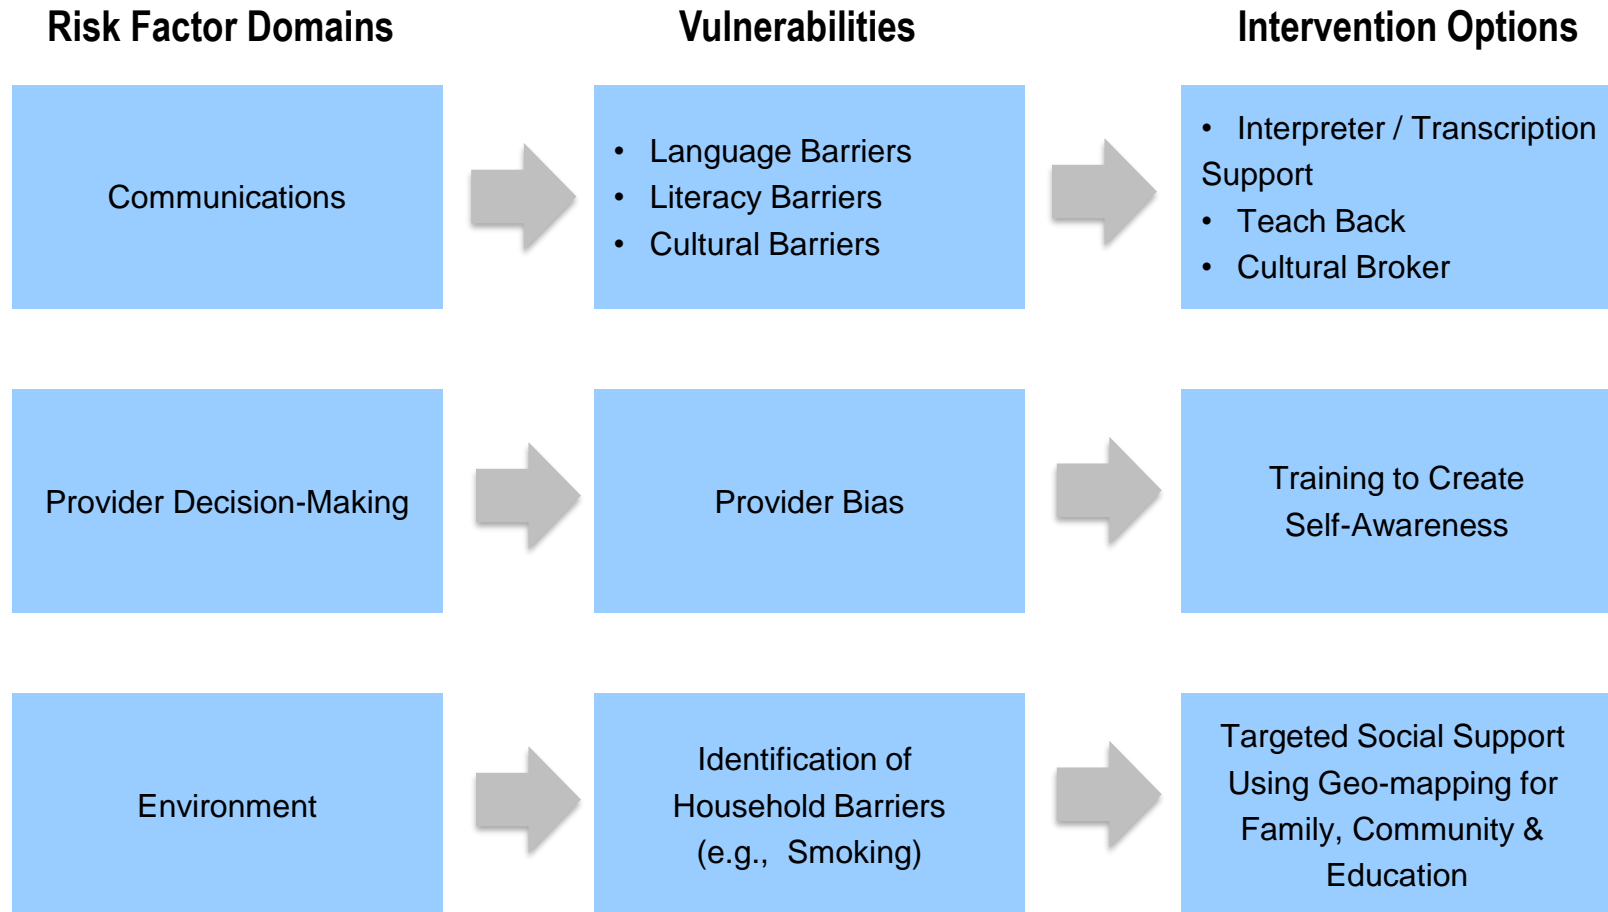 Risk Factor Domains
Vulnerabilities
Intervention Options
Communications
• Language Barriers
• Literacy Barriers
• Cultural Barriers
• Interpreter / Transcription
Support
• Teach Back
• Cultural Broker
Provider Decision-Making
Provider Bias
Training to Create
Self-Awareness
Environment
Identification of
Household Barriers
(e.g., Smoking)
Targeted Social Support
Using Geo-mapping for
Family, Community &
Education